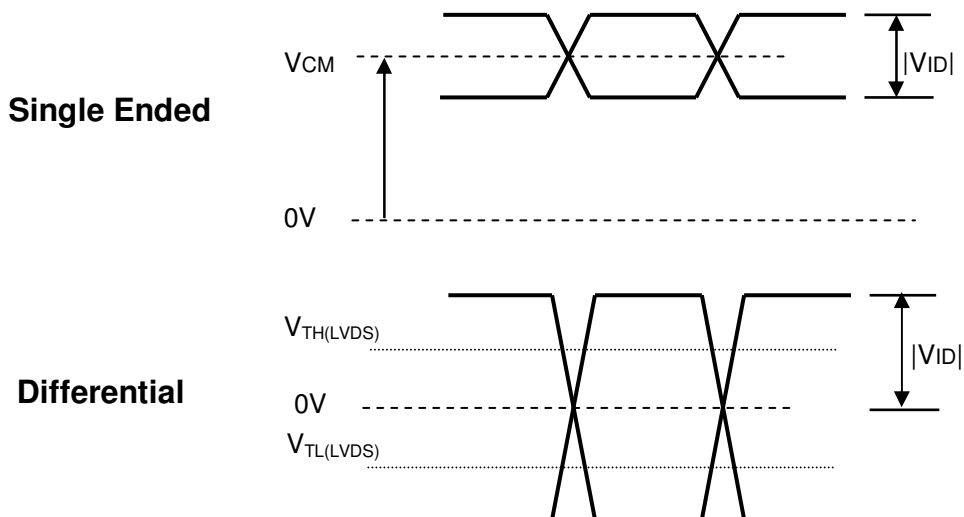 VCM
|VID|
Single Ended
0V
VTH(LVDS)
|VID|
Differential
0V
VTL(LVDS)